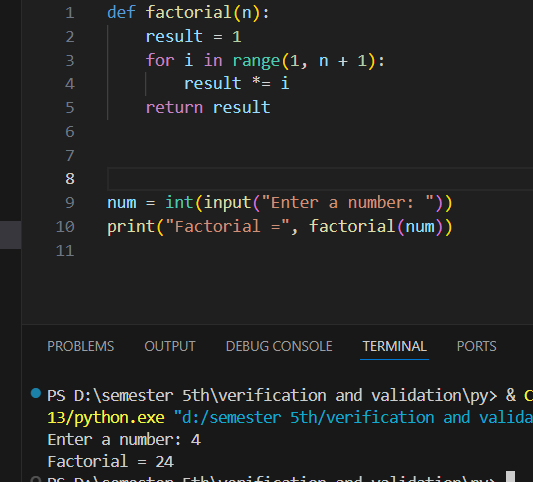 1 def factorial(n):
2 result = 1
3 for i in range(1, n + 1):
4 result *= i
5 return result
6
7
8
9 num = int(input("Enter a number: "))
10 print("Factorial =", factorial(num))
11
PROBLEMS OUTPUT DEBUG CONSOLE TERMINAL PORTS
PS D:\semester 5th\verification and validation\py> & C
13/python.exe "d:/semester 5th/verification and valida
Enter a number: 4
Factorial = 24
PS D:\semester 5th\verification and validation\py>